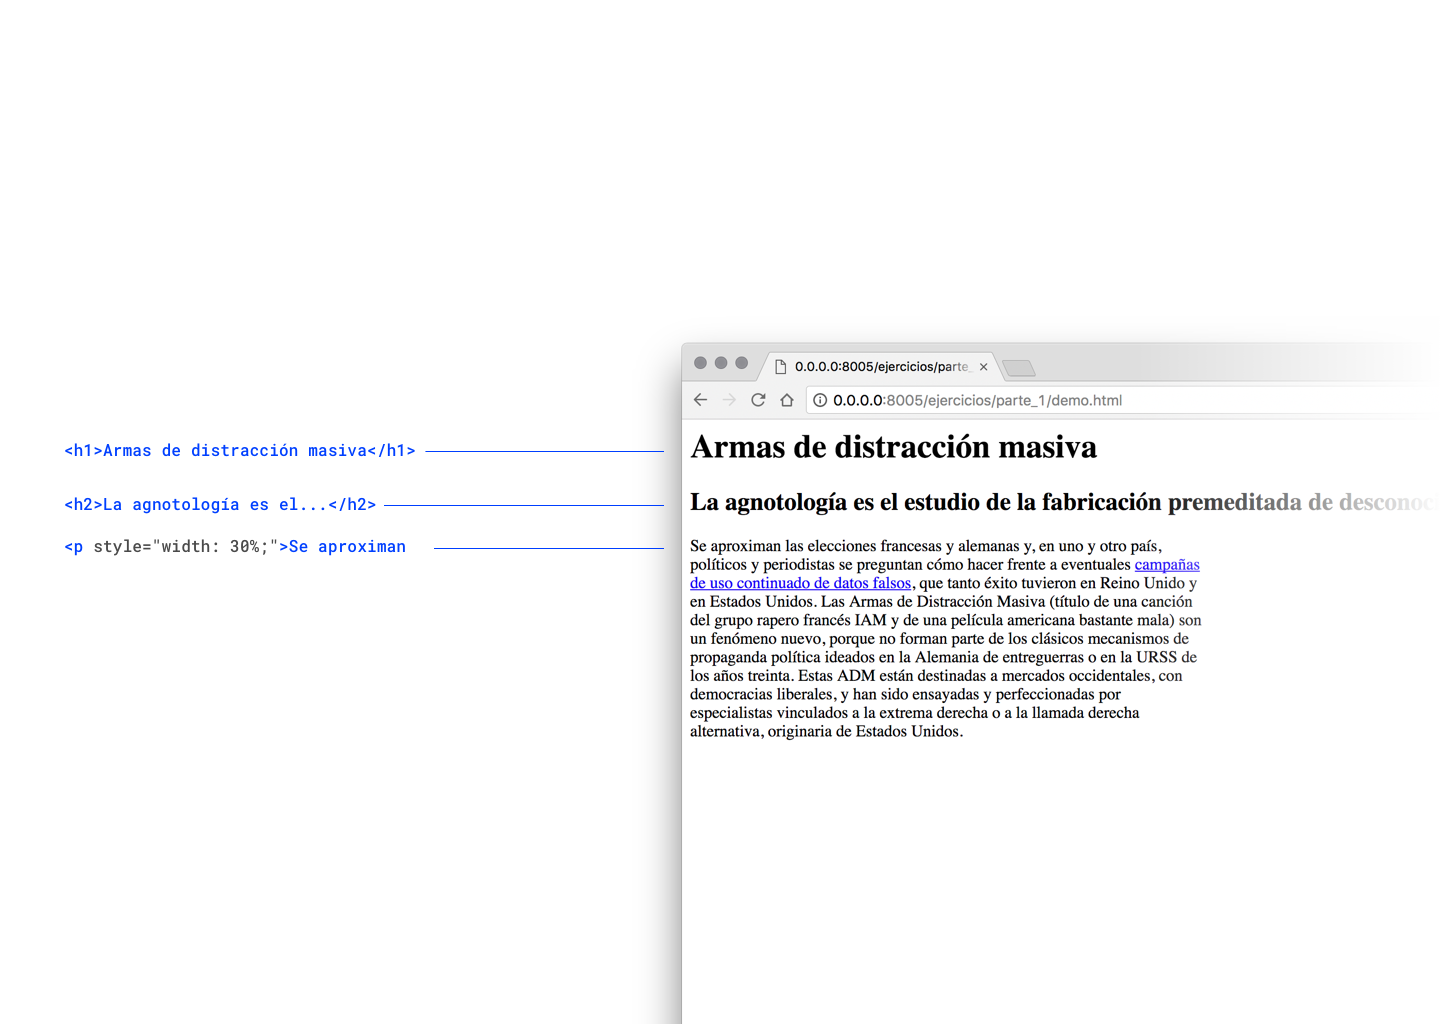 0.0.0.0:8005/ejercicios/parte_
0.0.0.0:8005/ejercicios/parte_1/demo.html
<h1>Armas de distracción masiva</h1>
Armas de distracción masiva
<h2>La agnotología es el...</h2>
La agnotología es el estudio de la fabricación premeditada de descono
<p style="width: 30%;">Se aproximan
Se aproximan las elecciones francesas y alemanas y, en uno y otro país,
políticos y periodistas se preguntan cómo hacer frente a eventuales campañas
de uso continuado de datos falsos, que tanto éxito tuvieron en Reino Unido y
en Estados Unidos. Las Armas de Distracción Masiva (título de una canción
del grupo rapero francés IAM y de una película americana bastante mala) son
un fenómeno nuevo, porque no forman parte de los clásicos mecanismos de
propaganda política ideados en la Alemania de entreguerras o en la URSS de
los años treinta. Estas ADM están destinadas a mercados occidentales, con
democracias liberales, y han sido ensayadas y perfeccionadas por
especialistas vinculados a la extrema derecha o a la llamada derecha
alternativa, originaria de Estados Unidos.